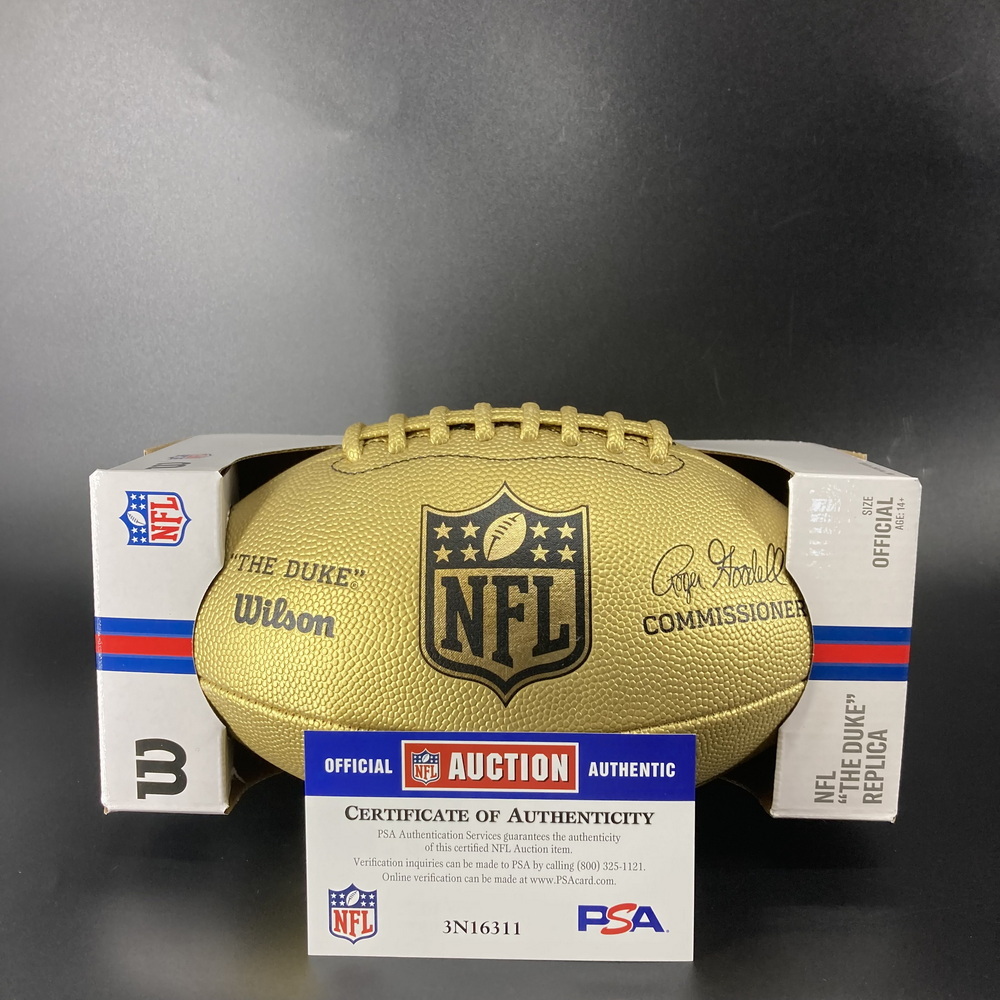 NFL
SIZE
OFFICIAL
AGE: 14+
"THE DUKE"®
Wilson
NFL
Roger Goodell
COMMISSIONER
W
NFL
"THE DUKE"
REPLICA
OFFICIAL NFL AUCTION AUTHENTIC
CERTIFICATE OF AUTHENTICITY
PSA Authentication Services guarantees the authenticity
of this certified NFL Auction item.
Verification inquiries can be made to PSA by calling (800) 325-1121.
Online verification can be made at www.PSAcard.com.
NFL
3N16311
PSA